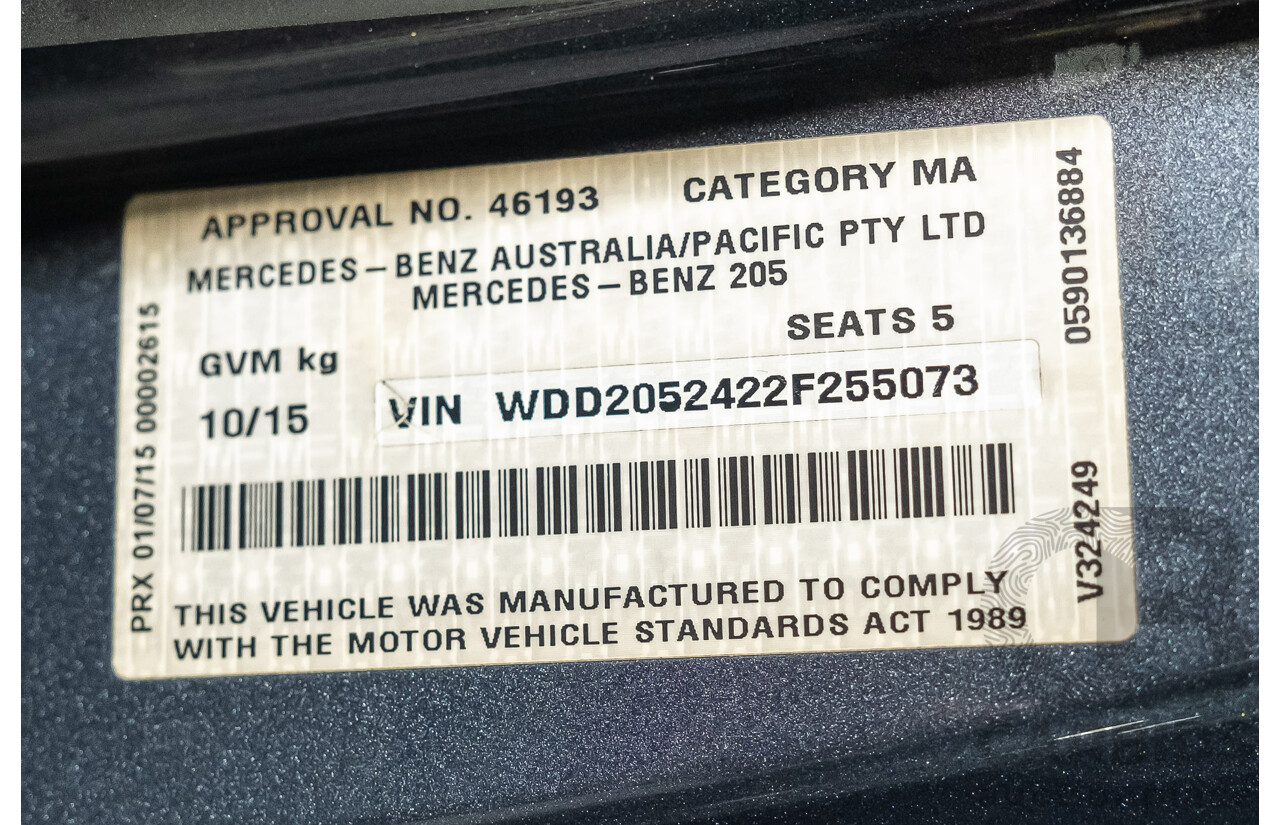 APPROVAL NO. 46193 CATEGORY MA
MERCEDES–BENZ AUSTRALIA/PACIFIC PTY LTD
MERCEDES–BENZ 205
SEATS 5
GVM kg
10/15 VIN WDD2052422F255073
THIS VEHICLE WAS MANUFACTURED TO COMPLY
WITH THE MOTOR VEHICLE STANDARDS ACT 1989
PRX 01/07/15 00002615
0590136884
V324249